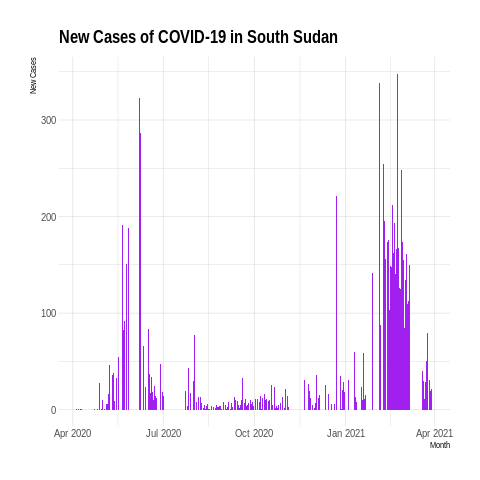 New Cases of COVID-19 in South Sudan
New Cases
300
200
100
0
Apr 2020 Jul 2020 Oct 2020 Jan 2021 Apr 2021
Month